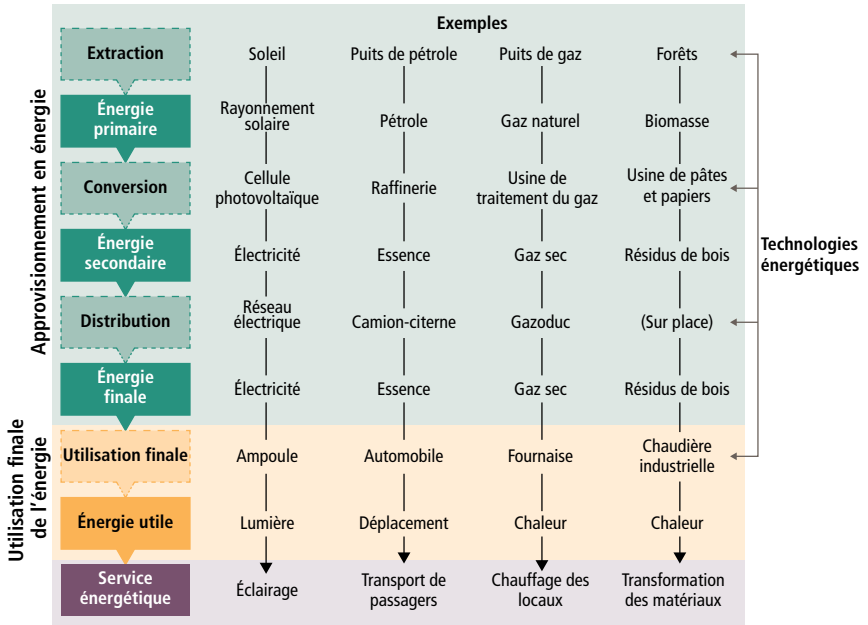 Exemples
Approvisionnement en énergie
Extraction
Soleil
Puits de pétrole
Puits de gaz
Forêts
Énergie
primaire
Rayonnement
solaire
Pétrole
Gaz naturel
Biomasse
Conversion
Cellule
photovoltaïque
Raffinerie
Usine de
traitement du gaz
Usine de pâtes
et papiers
Énergie
secondaire
Électricité
Essence
Gaz sec
Résidus de bois
Technologies
énergétiques
Distribution
Réseau
électrique
Camion-citerne
Gazoduc
(Sur place)
Énergie
finale
Électricité
Essence
Gaz sec
Résidus de bois
Utilisation finale
de l'énergie
Utilisation finale
Ampoule
Automobile
Fournaise
Chaudière
industrielle
Énergie utile
Lumière
Déplacement
Chaleur
Chaleur
Service
énergétique
Éclairage
Transport de
passagers
Chauffage des
locaux
Transformation
des matériaux